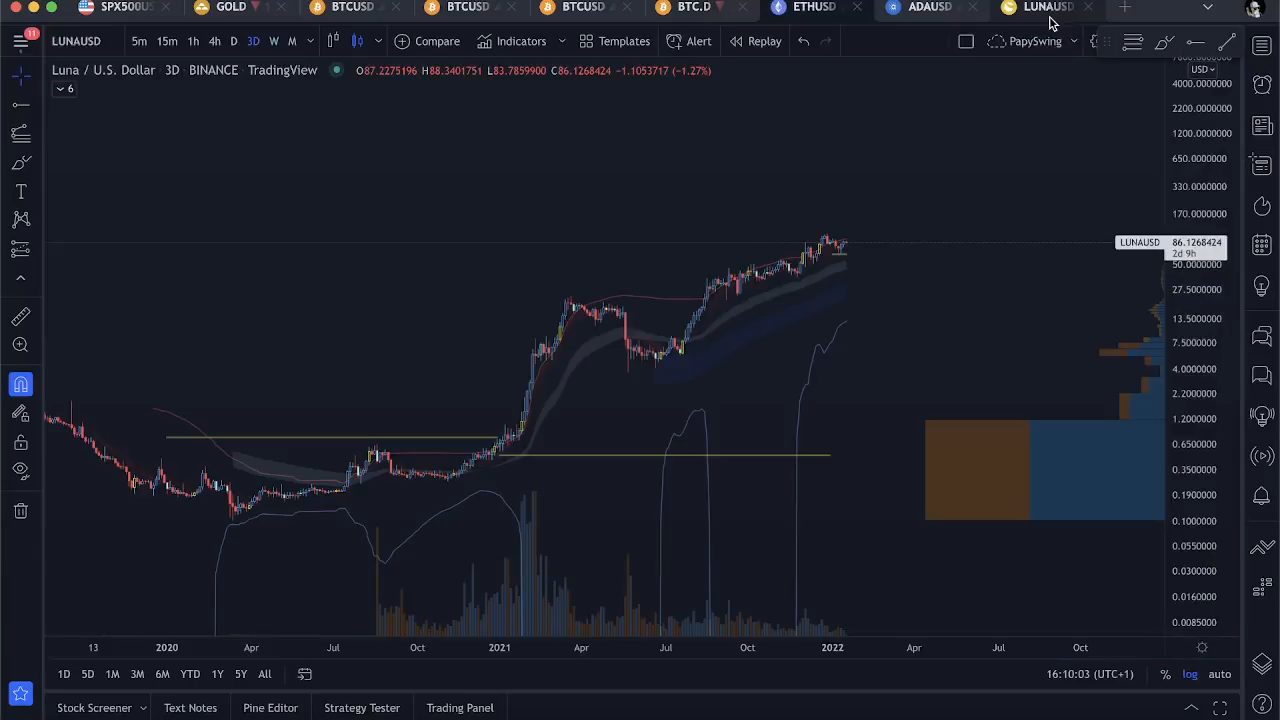 SPX500US
GOLD
BTCUSD
BTCUSD
BTCUSD
BTC.D
ETHUSD
ADAUSD
LUNAUSD
11
LUNAUSD
5m 15m 1h 4h D 3D W M
Compare
Indicators
Templates
Alert
Replay
PapySwing
Luna / U.S. Dollar 3D BINANCE TradingView
O87.2275196 H88.3401751 L83.7859900 C86.1268424 −1.1053717 (−1.27%)
6
USD
4000.0000000
2200.0000000
1200.0000000
650.0000000
330.0000000
170.0000000
LUNAUSD 86.1268424
2d 9h
50.0000000
27.5000000
13.5000000
7.5000000
4.0000000
2.2000000
1.2000000
0.6500000
0.3500000
0.1900000
0.1000000
0.0550000
0.0300000
0.0160000
0.0085000
13 2020 Apr Jul Oct 2021 Apr Jul Oct 2022 Apr Jul Oct
1D 5D 1M 3M 6M YTD 1Y 5Y All
16:10:03 (UTC+1) % log auto
Stock Screener Text Notes Pine Editor Strategy Tester Trading Panel